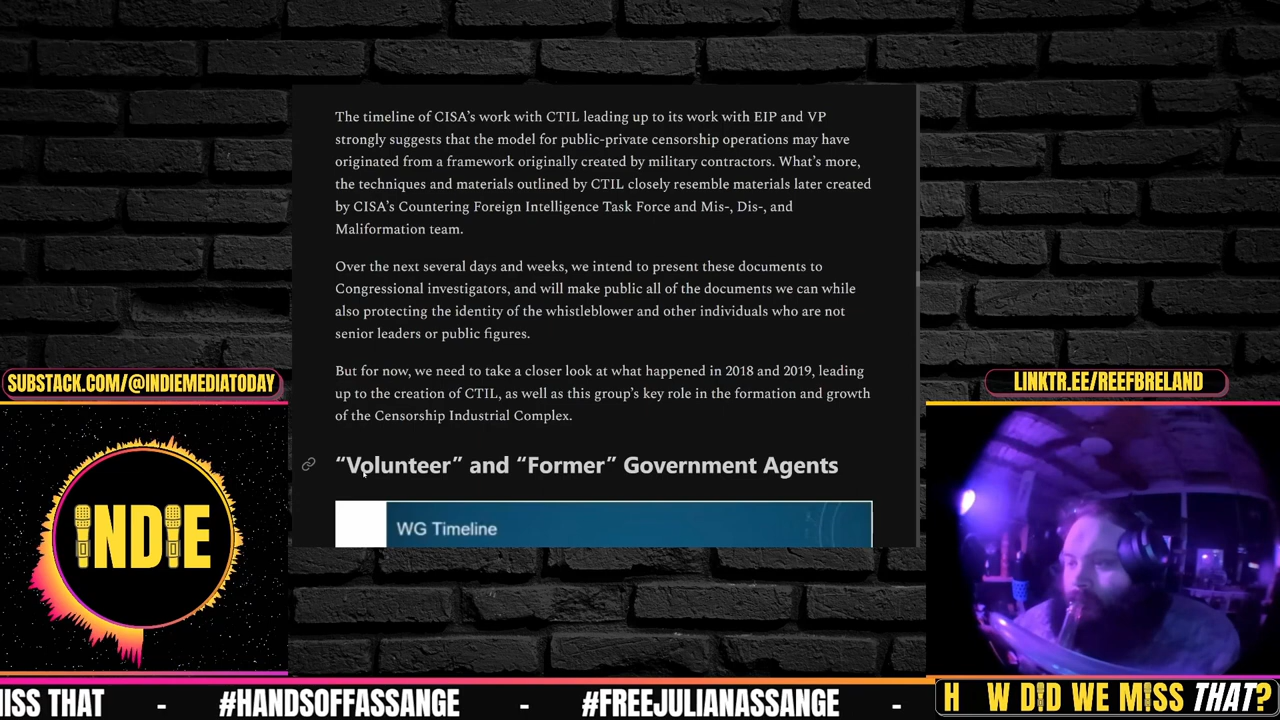 The timeline of CISA's work with CTIL leading up to its work with EIP and VP
strongly suggests that the model for public-private censorship operations may have
originated from a framework originally created by military contractors. What's more,
the techniques and materials outlined by CTIL closely resemble materials later created
by CISA's Countering Foreign Intelligence Task Force and Mis-, Dis-, and
Maliformation team.
Over the next several days and weeks, we intend to present these documents to
Congressional investigators, and will make public all of the documents we can while
also protecting the identity of the whistleblower and other individuals who are not
senior leaders or public figures.
But for now, we need to take a closer look at what happened in 2018 and 2019, leading
up to the creation of CTIL, as well as this group's key role in the formation and growth
of the Censorship Industrial Complex.
“Volunteer” and “Former” Government Agents
WG Timeline
SUBSTACK.COM/@INDIEMEDIATODAY
LINKTR.EE/REEFBRELAND
INDIE
MISS THAT - #HANDSOFFASSANGE - #FREEJULIANASSANGE -
H W DID WE MISS THAT?